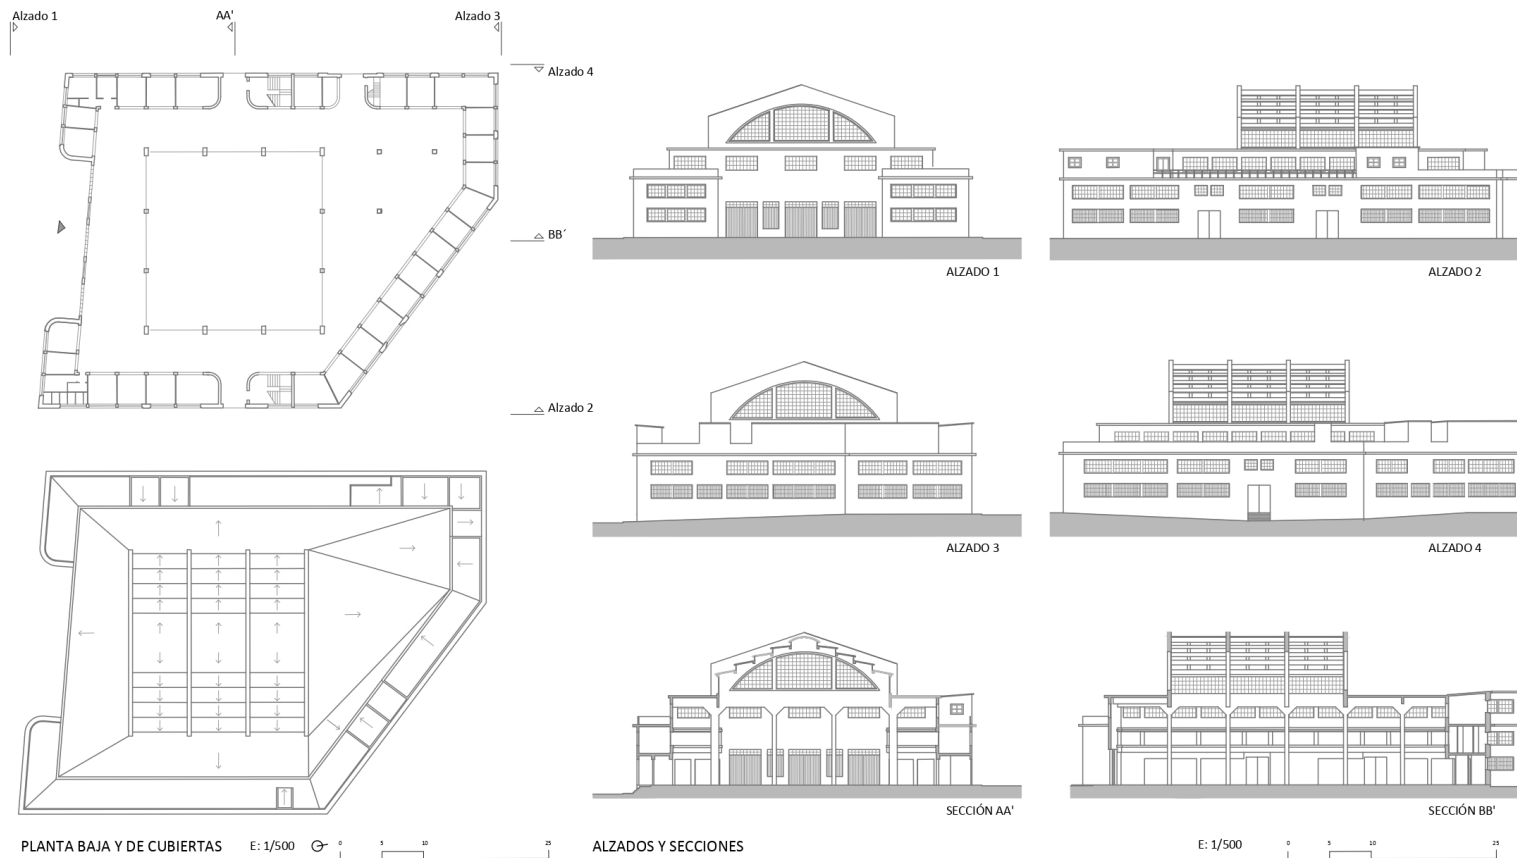 Alzado 1
AA'
Alzado 3
Alzado 4
BB´
Alzado 2
ALZADO 1
ALZADO 2
ALZADO 3
ALZADO 4
SECCIÓN AA'
SECCIÓN BB'
PLANTA BAJA Y DE CUBIERTAS E: 1/500 0 5 10 25
ALZADOS Y SECCIONES E: 1/500 0 5 10 25